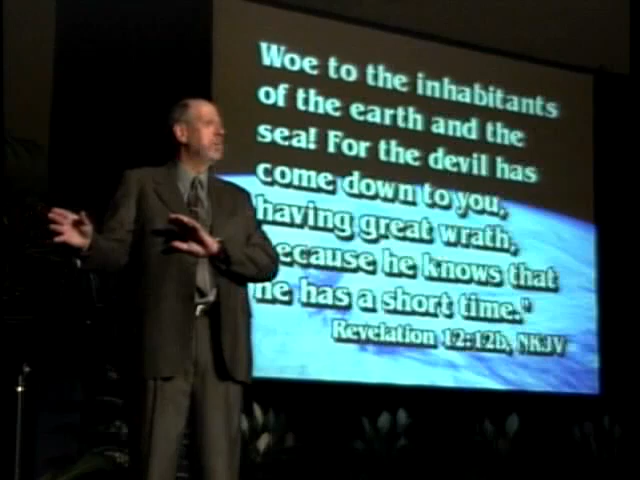 Woe to the inhabitants
of the earth and the
sea! For the devil has
come down to you,
having great wrath,
ecause he knows that
he has a short time."
Revelation 12:12b, NKJV